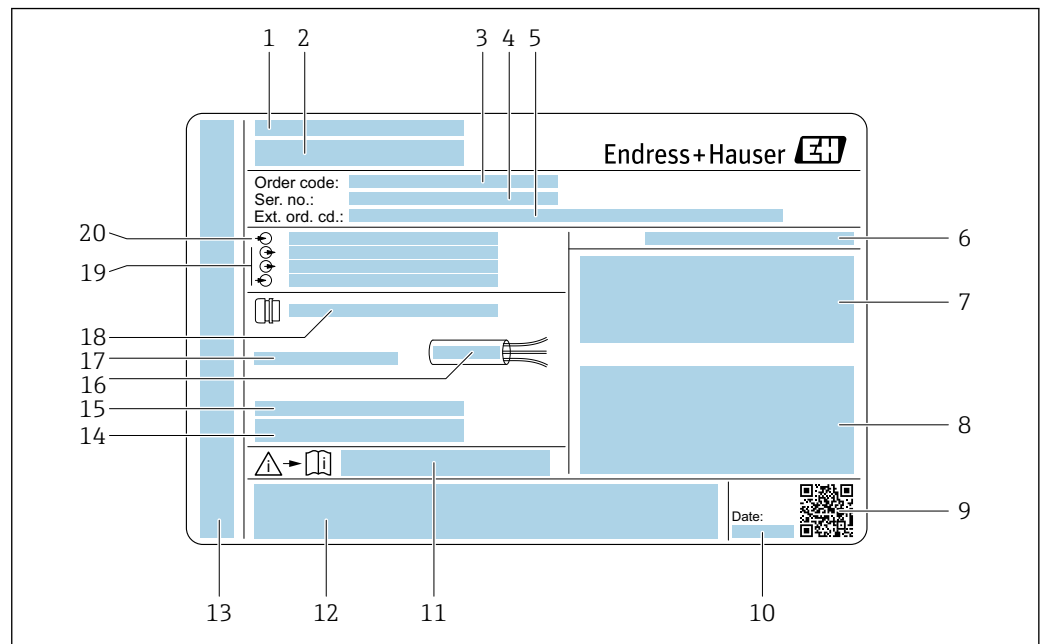 1 2 3 4 5
Endress+Hauser EH
Order code:
Ser. no.:
Ext. ord. cd.:
20
19
6
7
18
17
16
15
14
8
i i
Date:
9
13 12 11 10